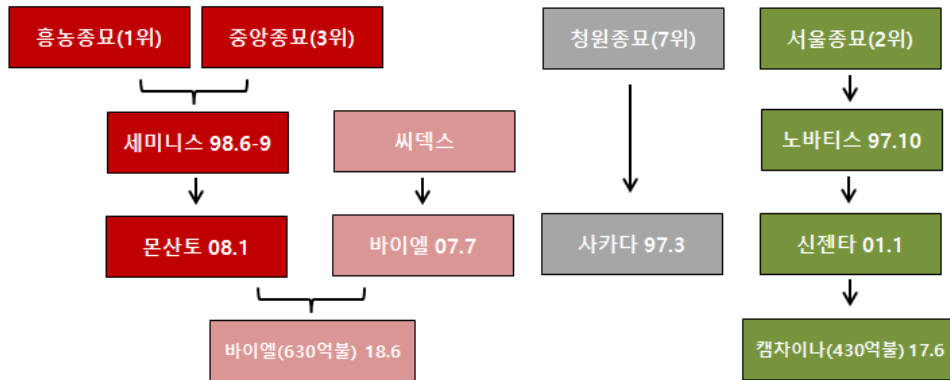 흥농종묘(1위)
중앙종묘(3위)
청원종묘(7위)
서울종묘(2위)
세미니스 98.6-9
씨덱스
노바티스 97.10
몬산토 08.1
바이엘 07.7
사카다 97.3
신젠타 01.1
바이엘(630억불) 18.6
캠차이나(430억불) 17.6